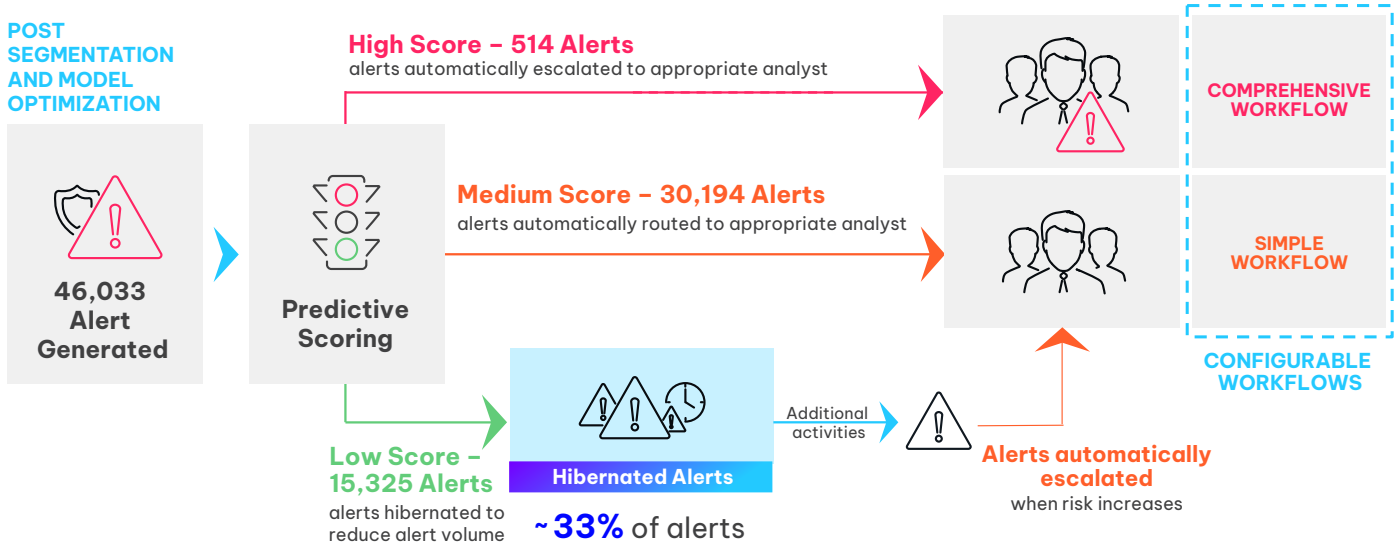 POST
SEGMENTATION
AND MODEL
OPTIMIZATION
46,033
Alert
Generated
Predictive
Scoring
High Score – 514 Alerts
alerts automatically escalated to appropriate analyst
Medium Score – 30,194 Alerts
alerts automatically routed to appropriate analyst
Low Score –
15,325 Alerts
alerts hibernated to
reduce alert volume
Hibernated Alerts
~33% of alerts
Additional
activities
Alerts automatically
escalated
when risk increases
COMPREHENSIVE
WORKFLOW
SIMPLE
WORKFLOW
CONFIGURABLE
WORKFLOWS